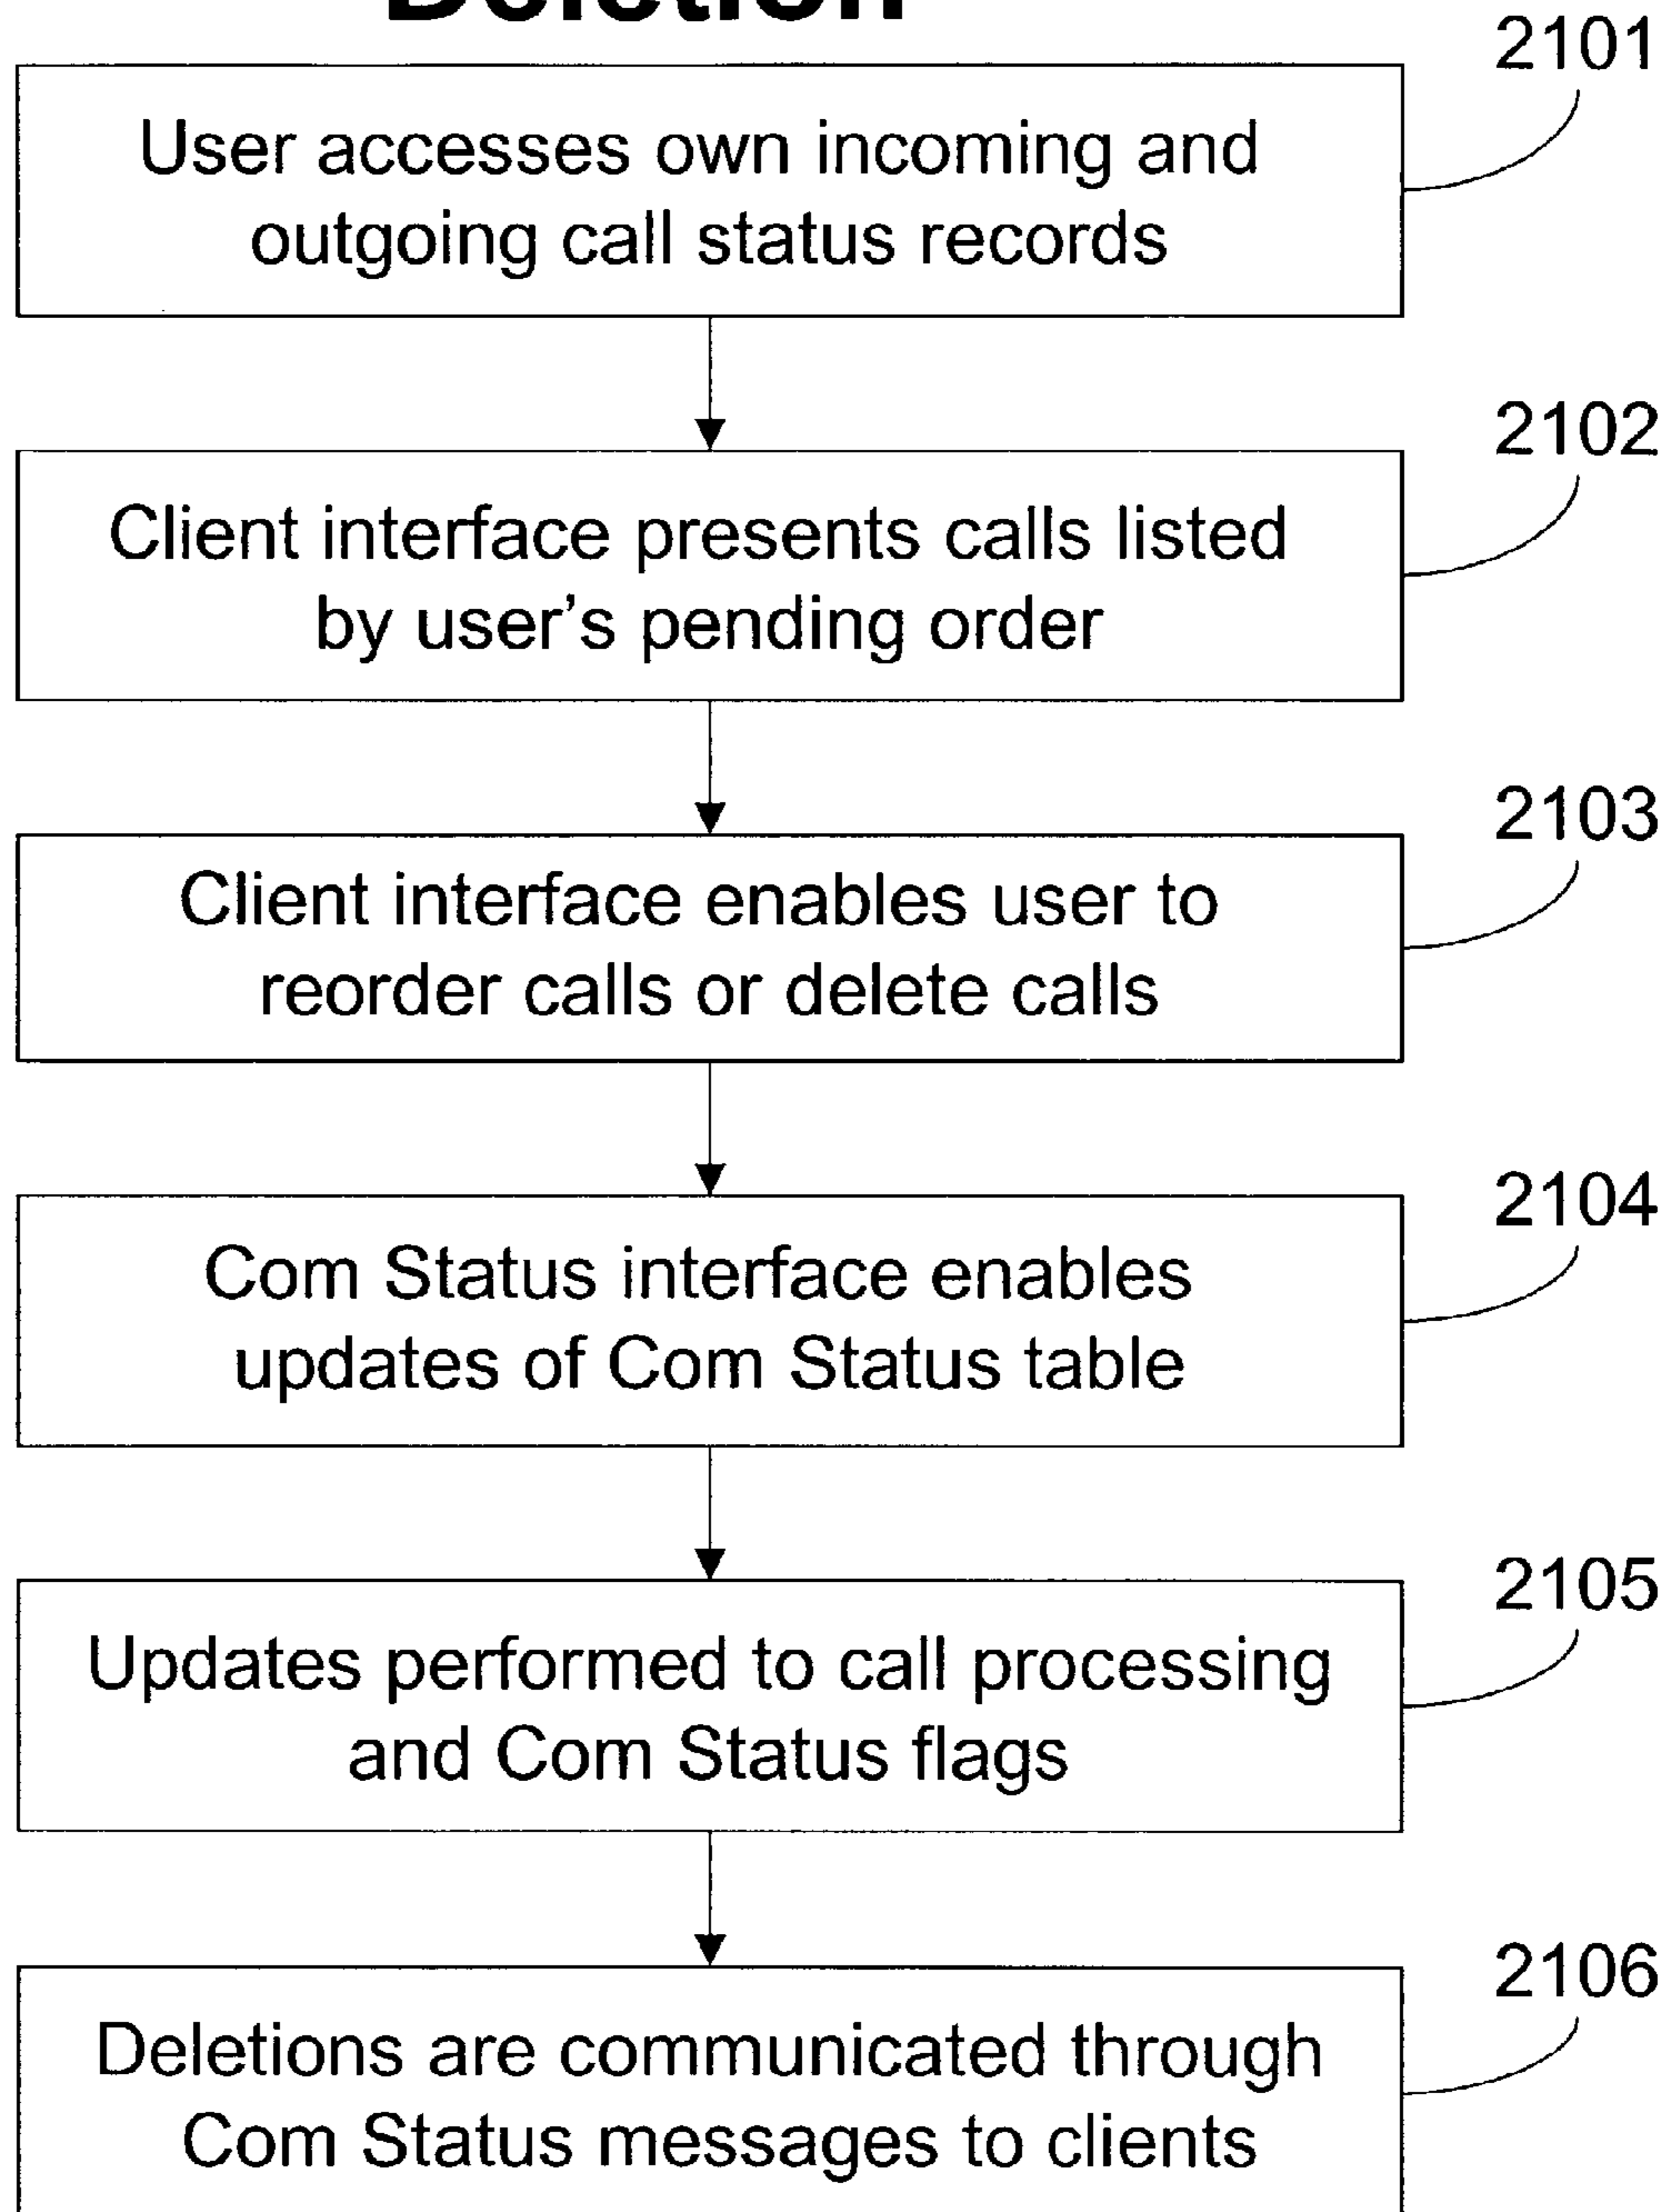 Deletion
2101
User accesses own incoming and
outgoing call status records
2102
Client interface presents calls listed
by user's pending order
2103
Client interface enables user to
reorder calls or delete calls
2104
Com Status interface enables
updates of Com Status table
2105
Updates performed to call processing
and Com Status flags
2106
Deletions are communicated through
Com Status messages to clients